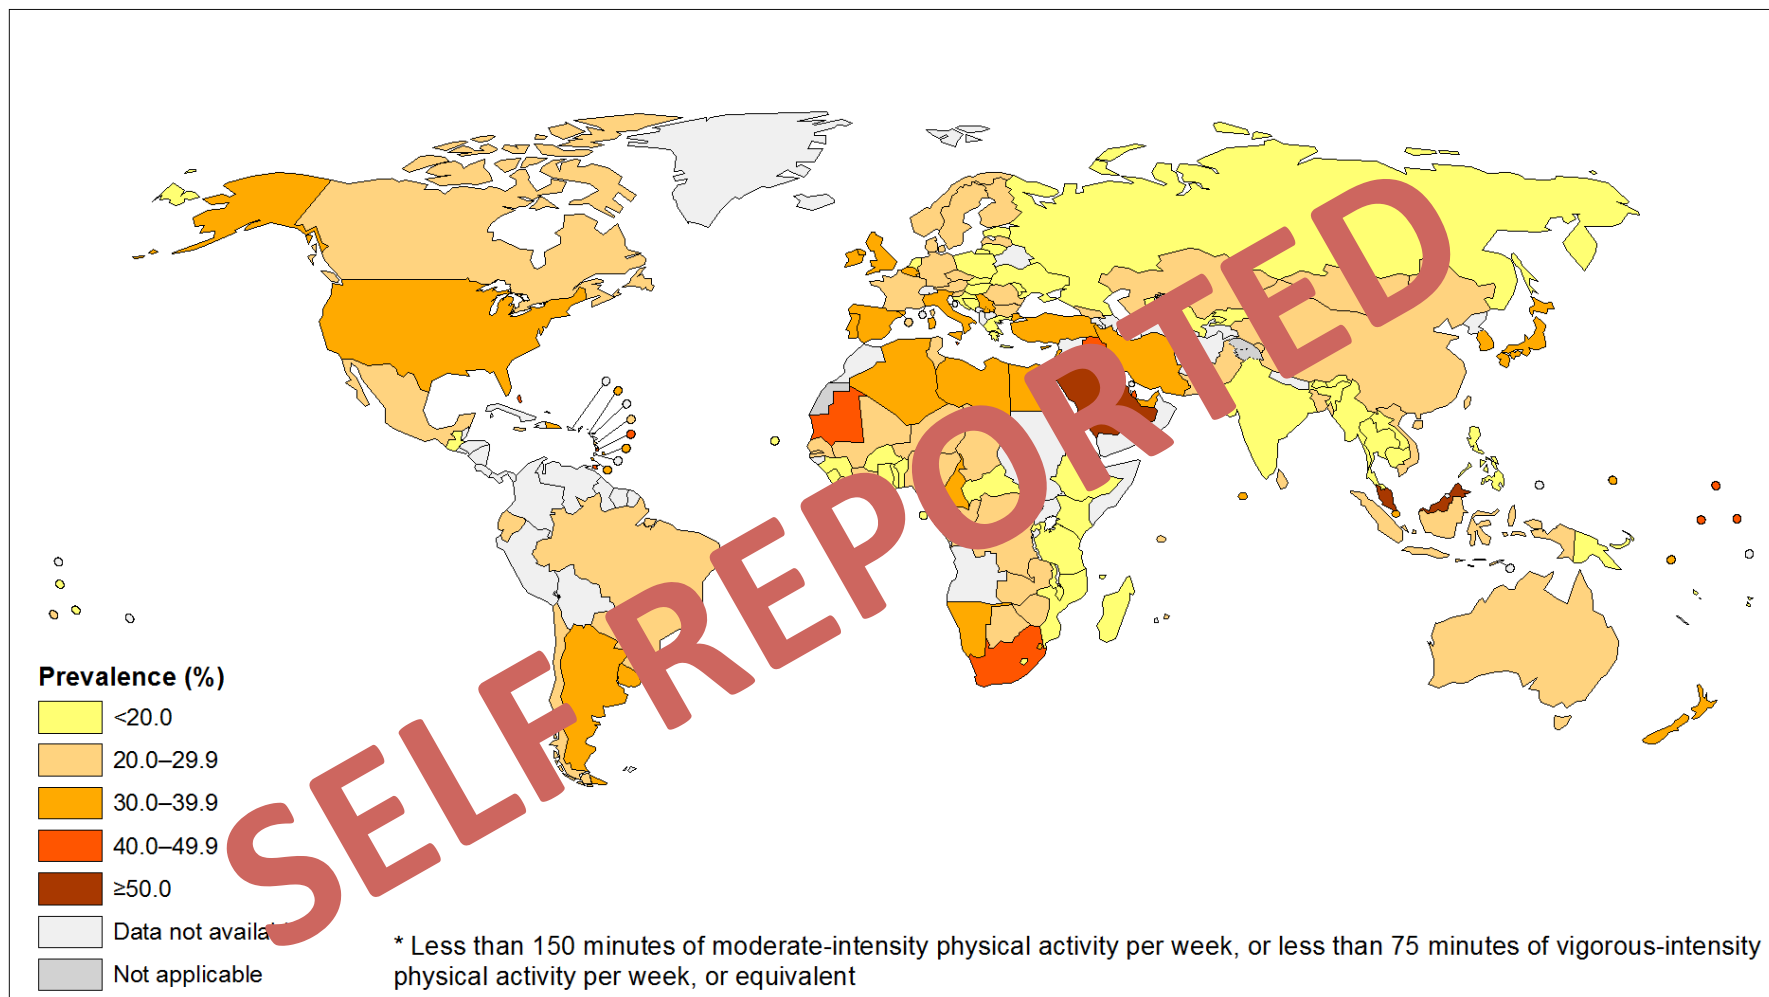 SELF REPORTED
Prevalence (%)
<20.0
20.0–29.9
30.0–39.9
40.0–49.9
≥50.0
Data not
Not applicable
* Less than 150 minutes of moderate-intensity physical activity per week, or less than 75 minutes of vigorous-intensity
physical activity per week, or equivalent